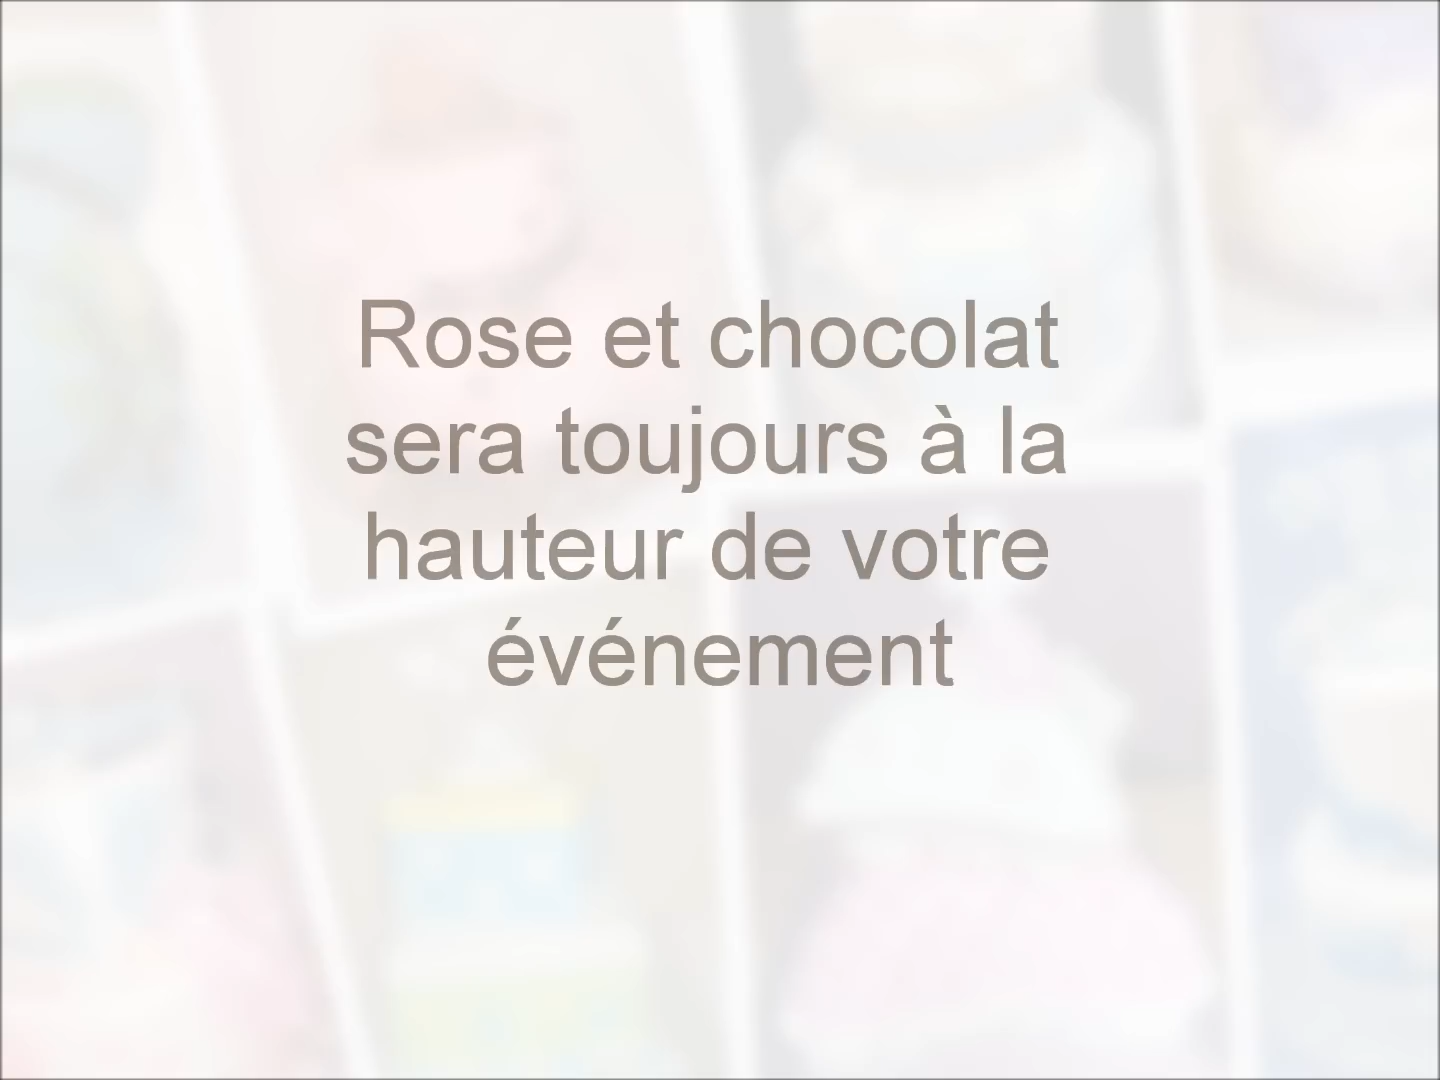 Rose et chocolat
sera toujours à la
hauteur de votre
événement